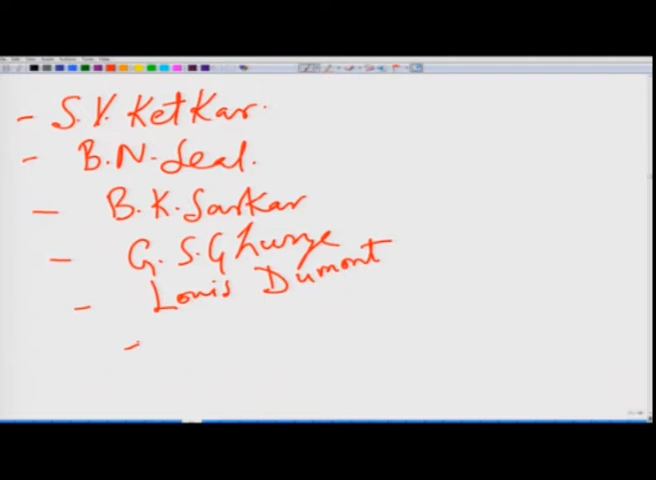 - S.V. Ketkar.
- B.N. Seal.
- B.K. Sarkar
- G.S. Ghurye
- Louis Dumont
-